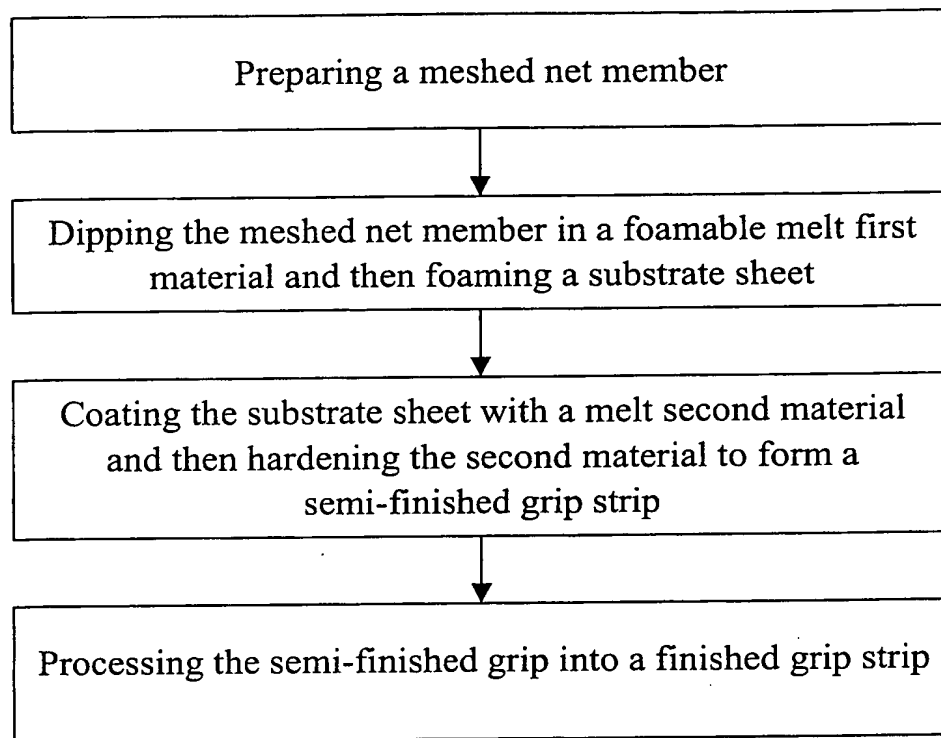 Preparing a meshed net member
Dipping the meshed net member in a foamable melt first
material and then foaming a substrate sheet
Coating the substrate sheet with a melt second material
and then hardening the second material to form a
semi-finished grip strip
Processing the semi-finished grip into a finished grip strip